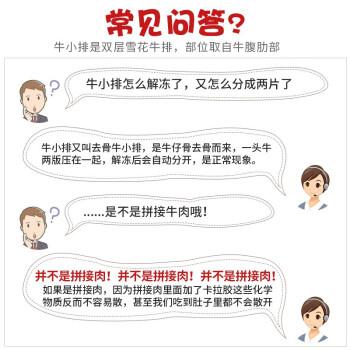 常见问答?
牛小排是双层雪花牛排，部位取自牛腹肋部
牛小排怎么解冻了，又怎么分成两片了
牛小排又叫去骨牛小排，是牛仔骨去骨而来，一头牛
两版压在一起，解冻后会自动分开，是正常现象。
......是不是拼接牛肉哦！
并不是拼接肉！并不是拼接肉！并不是拼接肉！
如果是拼接肉，因为拼接肉里面加了卡拉胶这些化学
物质反而不容易散，甚至我们吃到肚子里都不会散开